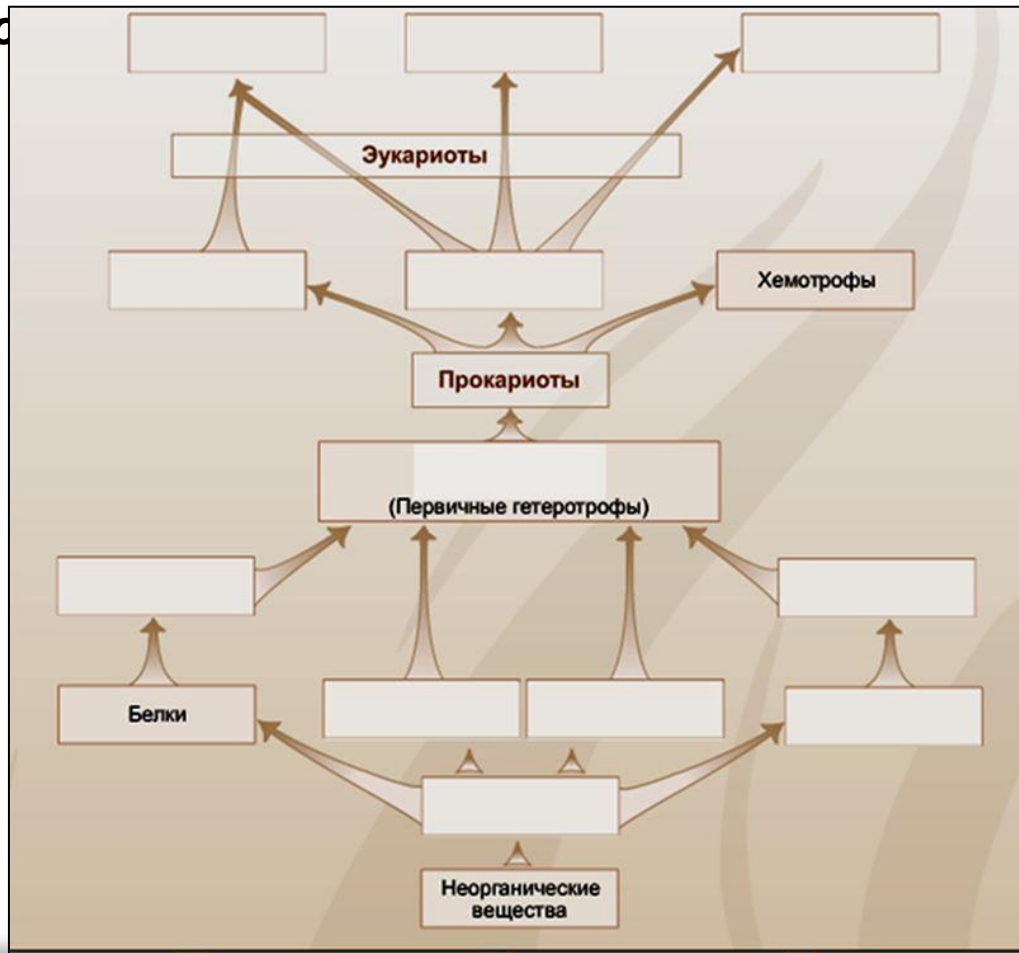 Эукариоты
Хемотрофы
Прокариоты
(Первичные гетеротрофы)
Белки
Неорганические
вещества